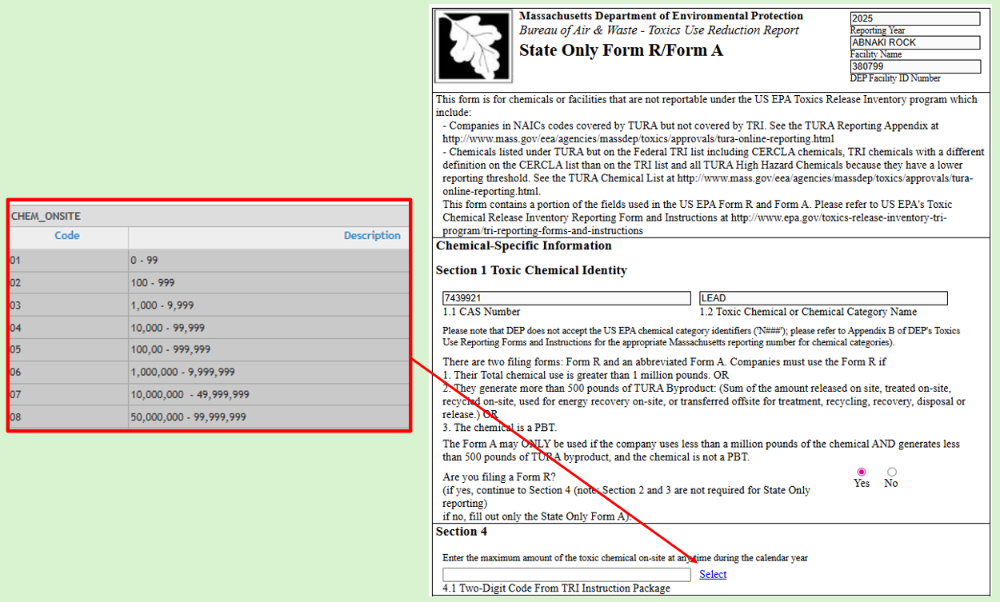 CHEM_ONSITE
Code Description
01 0 - 99
02 100 - 999
03 1,000 - 9,999
04 10,000 - 99,999
05 100,00 - 999,999
06 1,000,000 - 9,999,999
07 10,000,000 - 49,999,999
08 50,000,000 - 99,999,999
Massachusetts Department of Environmental Protection
Bureau of Air & Waste - Toxics Use Reduction Report
State Only Form R/Form A
2025
Reporting Year
ABNAKI ROCK
Facility Name
380799
DEP Facility ID Number
This form is for chemicals or facilities that are not reportable under the US EPA Toxics Release Inventory program which
include:
- Companies in NAICs codes covered by TURA but not covered by TRI. See the TURA Reporting Appendix at
http://www.mass.gov/eea/agencies/massdep/toxics/approvals/tura-online-reporting.html
- Chemicals listed under TURA but on the Federal TRI list including CERCLA chemicals, TRI chemicals with a different
definition on the CERCLA list than on the TRI list and all TURA High Hazard Chemicals because they have a lower
reporting threshold. See the TURA Chemical List at http://www.mass.gov/eea/agencies/massdep/toxics/approvals/tura-
online-reporting.html.
This form contains a portion of the fields used in the US EPA Form R and Form A. Please refer to US EPA's Toxic
Chemical Release Inventory Reporting Form and Instructions at http://www.epa.gov/toxics-release-inventory-tri-
program/tri-reporting-forms-and-instructions
Chemical-Specific Information
Section 1 Toxic Chemical Identity
7439921 LEAD
1.1 CAS Number 1.2 Toxic Chemical or Chemical Category Name
Please note that DEP does not accept the US EPA chemical category identifiers ('N###'); please refer to Appendix B of DEP's Toxics
Use Reporting Forms and Instructions for the appropriate Massachusetts reporting number for chemical categories).
There are two filing forms: Form R and an abbreviated Form A. Companies must use the Form R if
1. Their Total chemical use is greater than 1 million pounds. OR
2. They generate more than 500 pounds of TURA Byproduct: (Sum of the amount released on site, treated on-site,
recycled on-site, used for energy recovery on-site, or transferred offsite for treatment, recycling, recovery, disposal or
release.) OR
3. The chemical is a PBT.
The Form A may ONLY be used if the company uses less than a million pounds of the chemical AND generates less
than 500 pounds of TURA byproduct, and the chemical is not a PBT.
Are you filing a Form R?
(if yes, continue to Section 4 (note: Section 2 and 3 are not required for State Only
reporting)
if no, fill out only the State Only Form A).
Yes No
Section 4
Enter the maximum amount of the toxic chemical on-site at any time during the calendar year
Select
4.1 Two-Digit Code From TRI Instruction Package